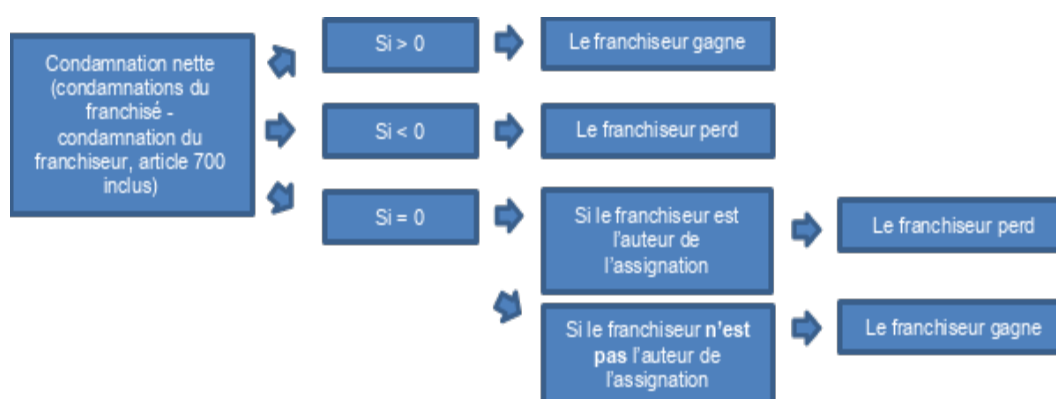 Condamnation nette
(condamnations du
franchisé -
condamnation du
franchiseur, article 700
inclus)
Si > 0
Le franchiseur gagne
Si < 0
Le franchiseur perd
Si = 0
Si le franchiseur est
l'auteur de
l'assignation
Le franchiseur perd
Si le franchiseur n'est
pas l'auteur de
l'assignation
Le franchiseur gagne